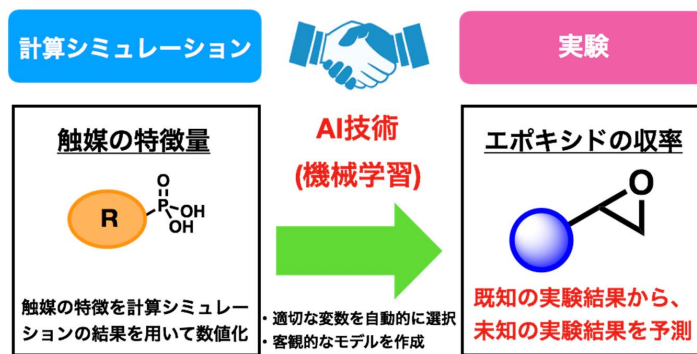 計算シミュレーション
実験
触媒の特徴量
O
P
OH
OH
R
触媒の特徴を計算シミュレー
ションの結果を用いて数値化
AI技術
(機械学習)
・適切な変数を自動的に選択
・客観的なモデルを作成
エポキシドの収率
O
既知の実験結果から、
未知の実験結果を予測